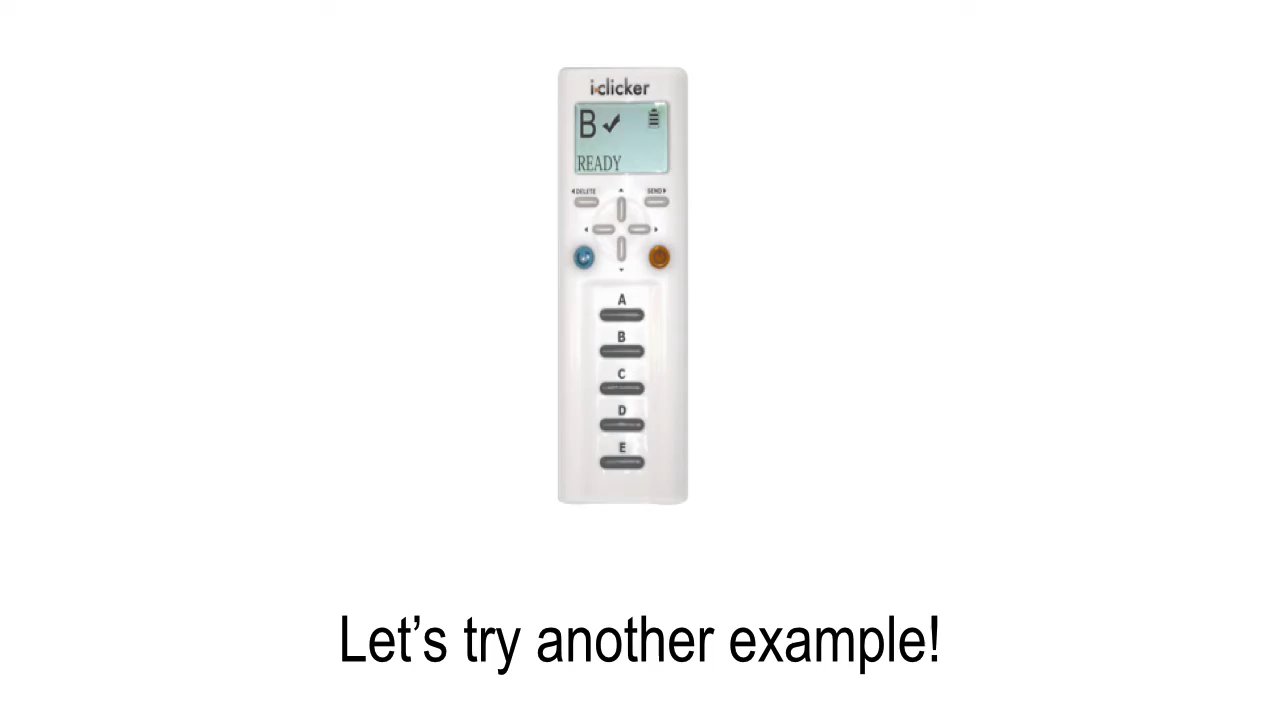 i>clicker
B✔
READY
DELETE
SEND
A
B
C
D
E
Let's try another example!